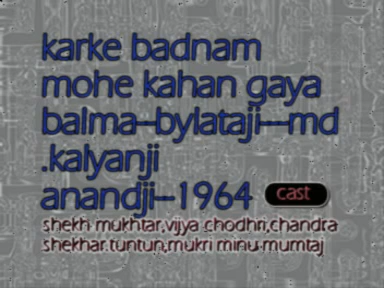 karke badnam
mohe kahan gaya
balma--bylataji---md
.kalyanji
anandji--1964 cast
shekh mukhtar,vijya chodhri,chandra
shekhar.tuntun,mukri minu-mumtaj